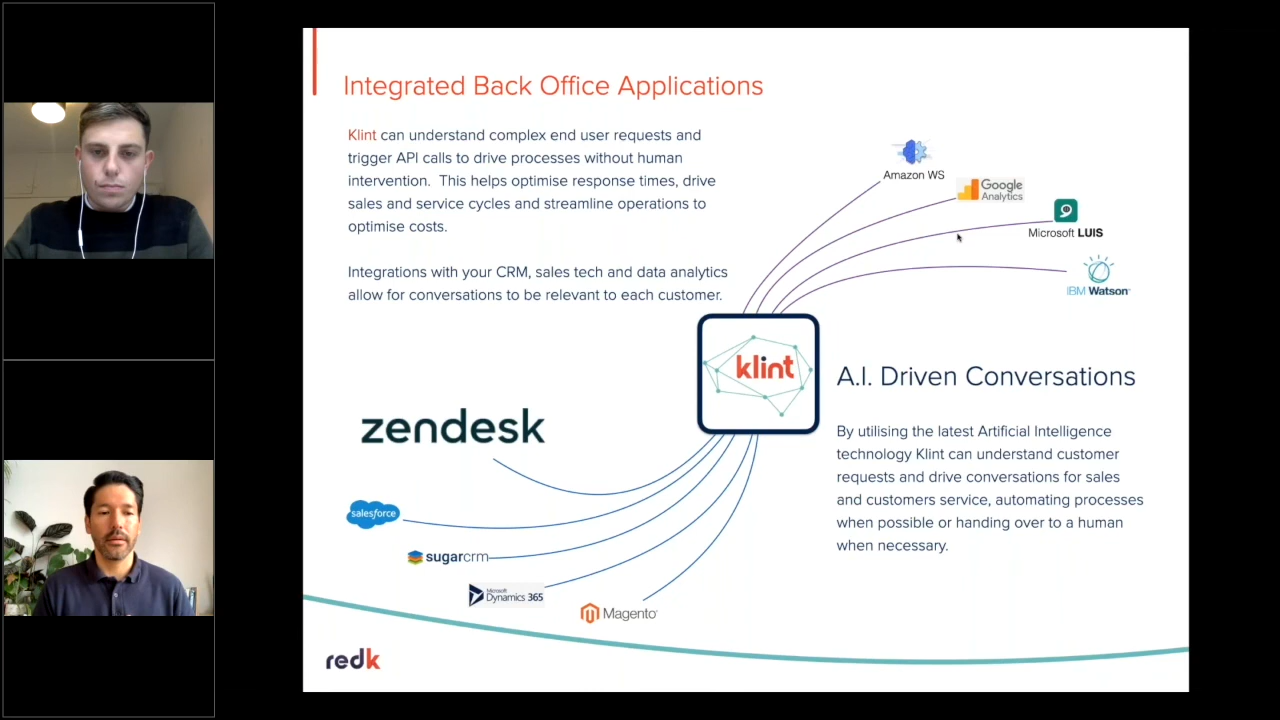 Integrated Back Office Applications
Klint can understand complex end user requests and
trigger API calls to drive processes without human
intervention. This helps optimise response times, drive
sales and service cycles and streamline operations to
optimise costs.
Integrations with your CRM, sales tech and data analytics
allow for conversations to be relevant to each customer.
Amazon WS
Google
Analytics
Microsoft LUIS
IBM Watson
klint
A.I. Driven Conversations
By utilising the latest Artificial Intelligence
technology Klint can understand customer
requests and drive conversations for sales
and customers service, automating processes
when possible or handing over to a human
when necessary.
zendesk
salesforce
sugarcrm
Microsoft
Dynamics 365
Magento
redk